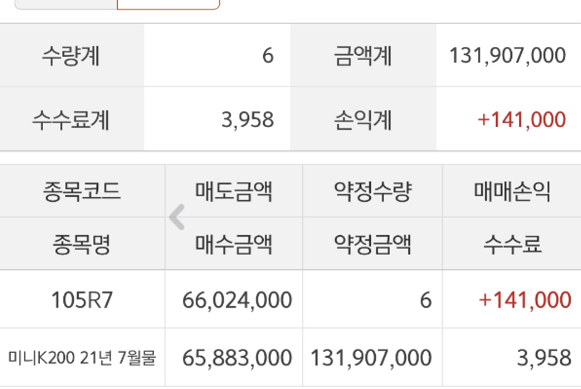 수량계 6 금액계 131,907,000
수수료계 3,958 손익계 +141,000
종목코드 매도금액 약정수량 매매손익
종목명 매수금액 약정금액 수수료
105R7 66,024,000 6 +141,000
미니K200 21년 7월물 65,883,000 131,907,000 3,958